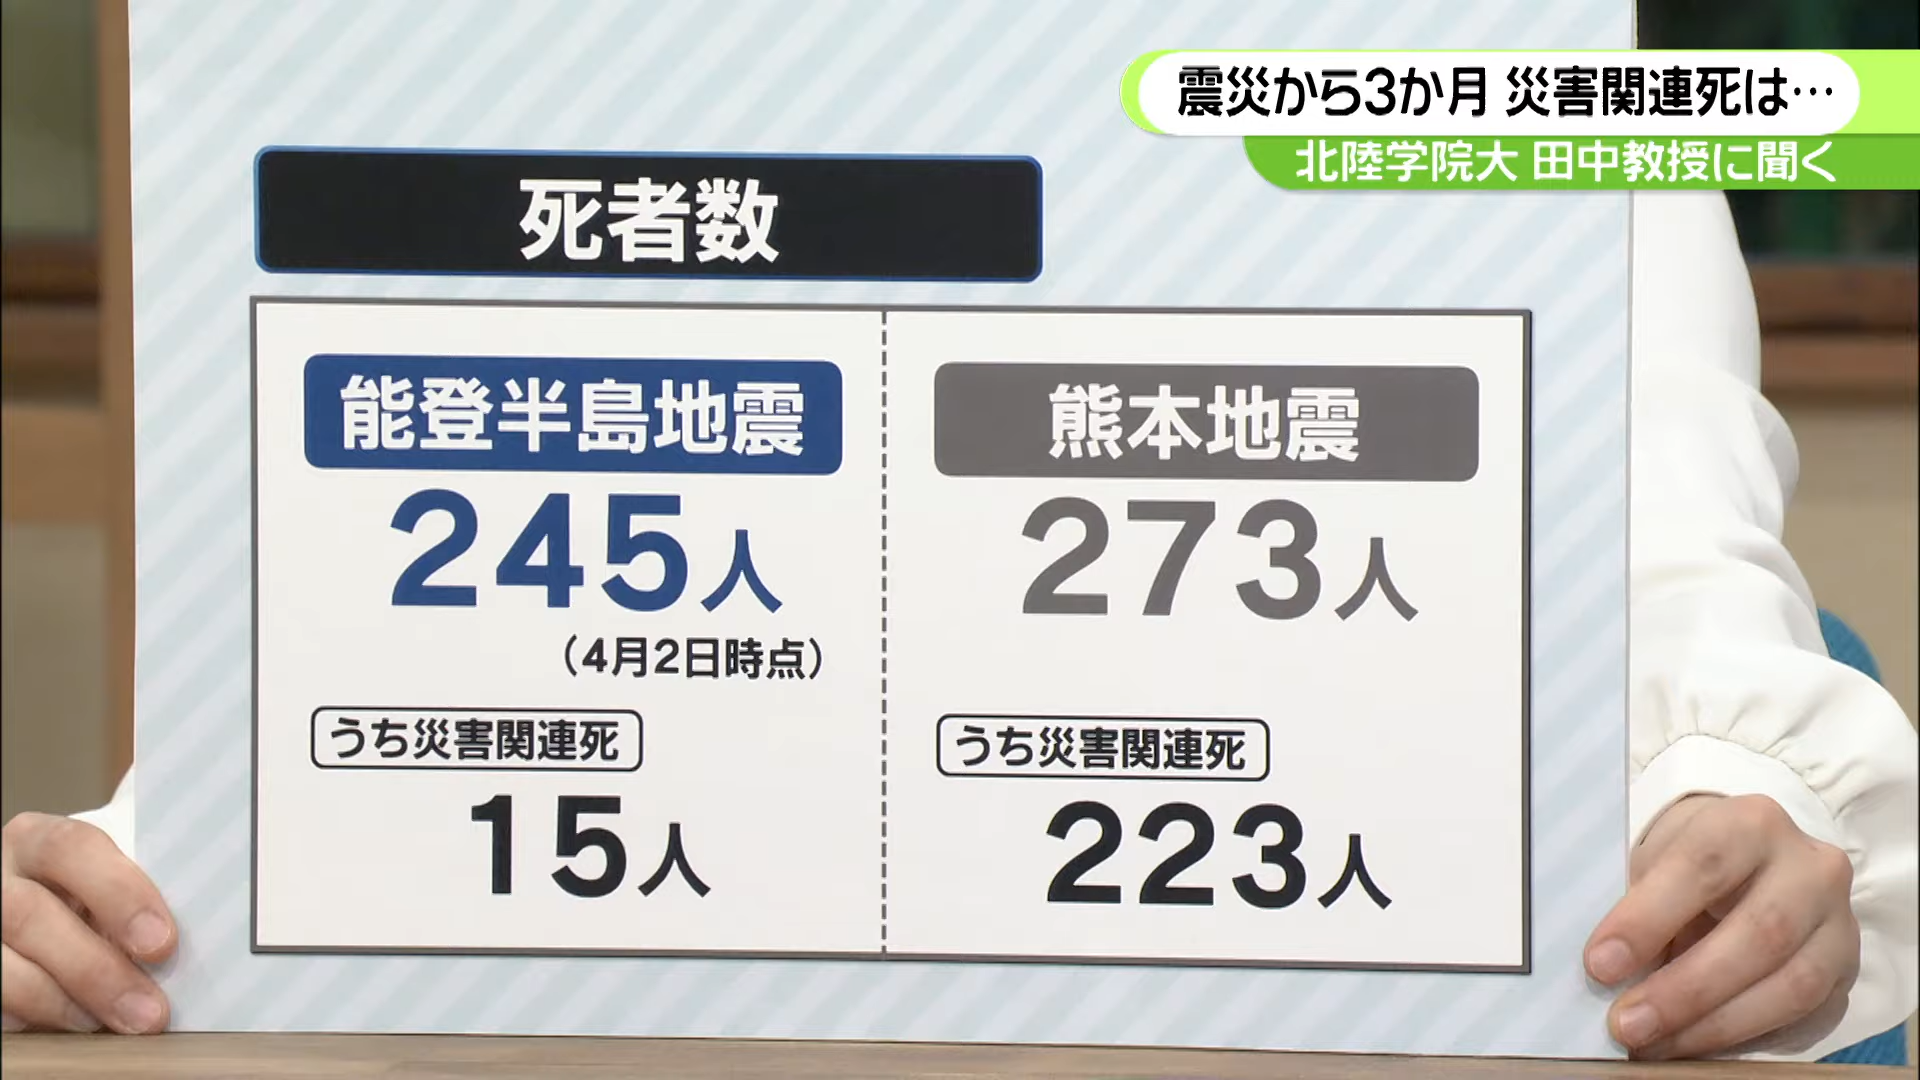 震災から3か月 災害関連死は…
北陸学院大 田中教授に聞く
死者数
能登半島地震
245人
（4月2日時点）
うち災害関連死
15人
熊本地震
273人
うち災害関連死
223人